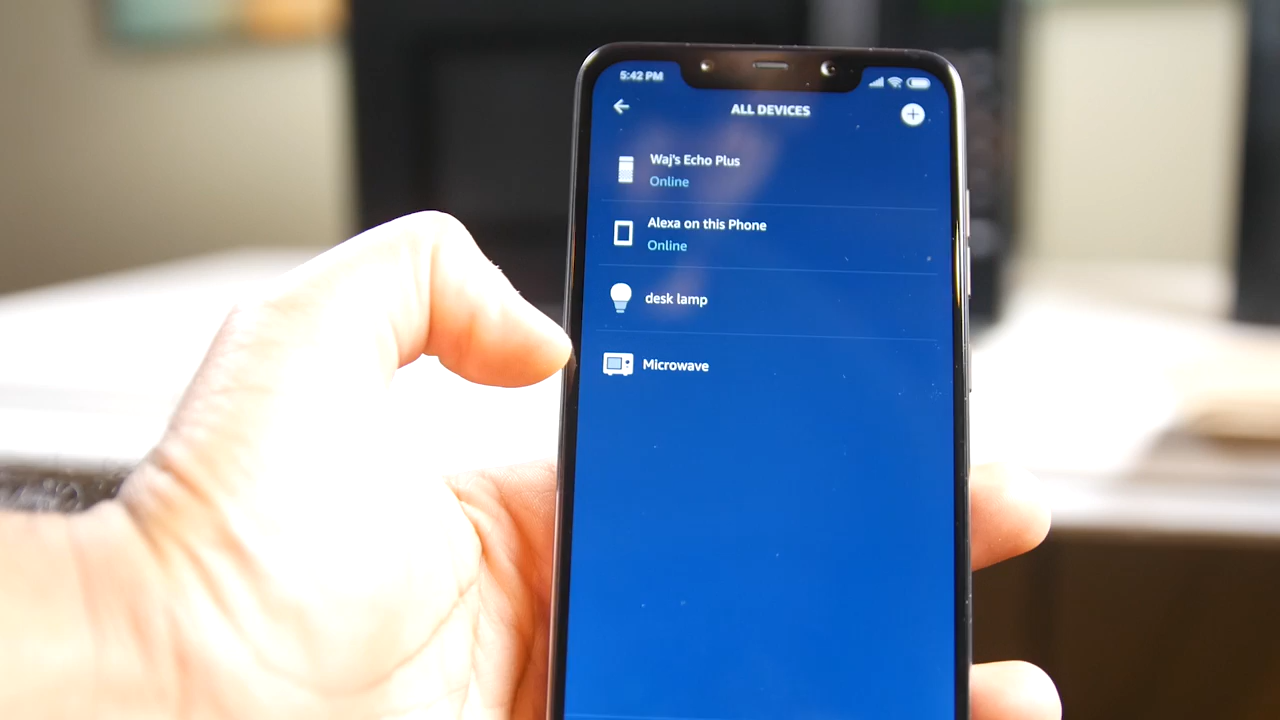 5:42 PM
ALL DEVICES
Waj's Echo Plus
Online
Alexa on this Phone
Online
desk lamp
Microwave